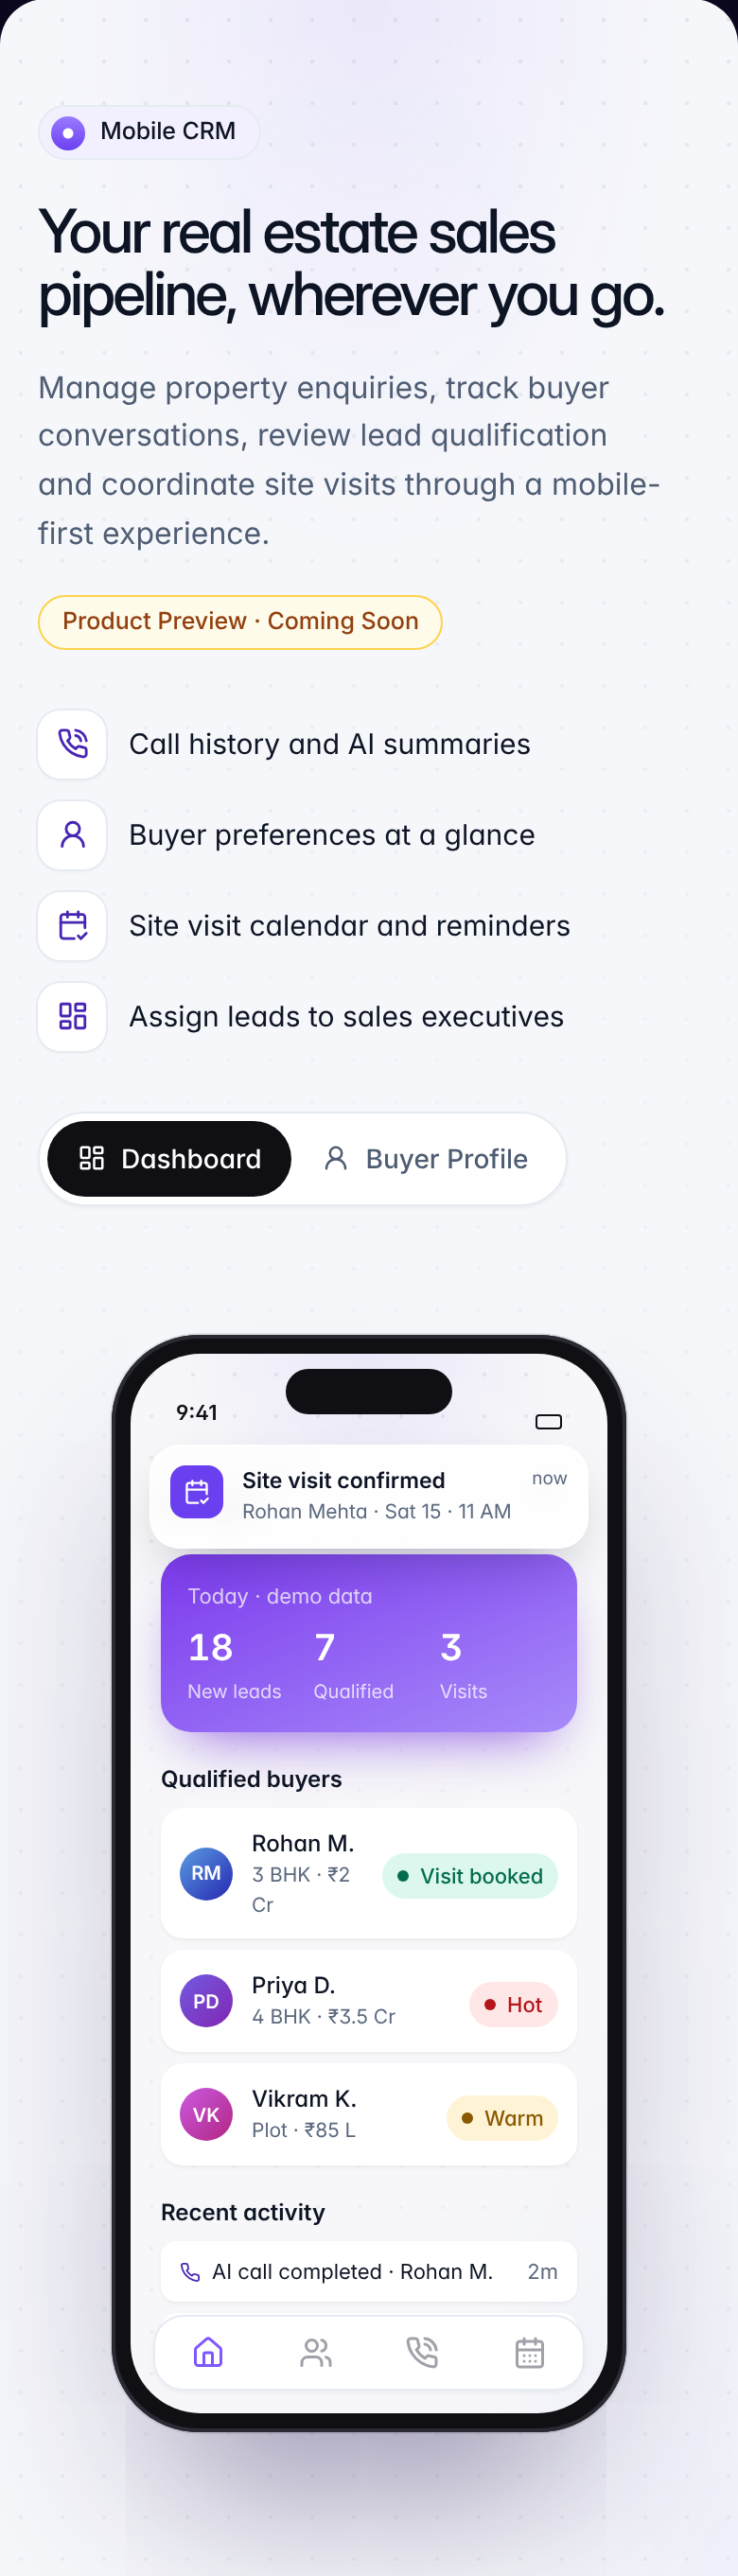 Mobile CRM
Your real estate sales
pipeline, wherever you go.
Manage property enquiries, track buyer
conversations, review lead qualification
and coordinate site visits through a mobile-
first experience.
Product Preview · Coming Soon
Call history and AI summaries
Buyer preferences at a glance
Site visit calendar and reminders
Assign leads to sales executives
Dashboard Buyer Profile
9:41
Site visit confirmed now
Rohan Mehta · Sat 15 · 11 AM
Today · demo data
18 7 3
New leads Qualified Visits
Qualified buyers
RM Rohan M. Visit booked
3 BHK · ₹2
Cr
PD Priya D. Hot
4 BHK · ₹3.5 Cr
VK Vikram K. Warm
Plot · ₹85 L
Recent activity
AI call completed · Rohan M. 2m